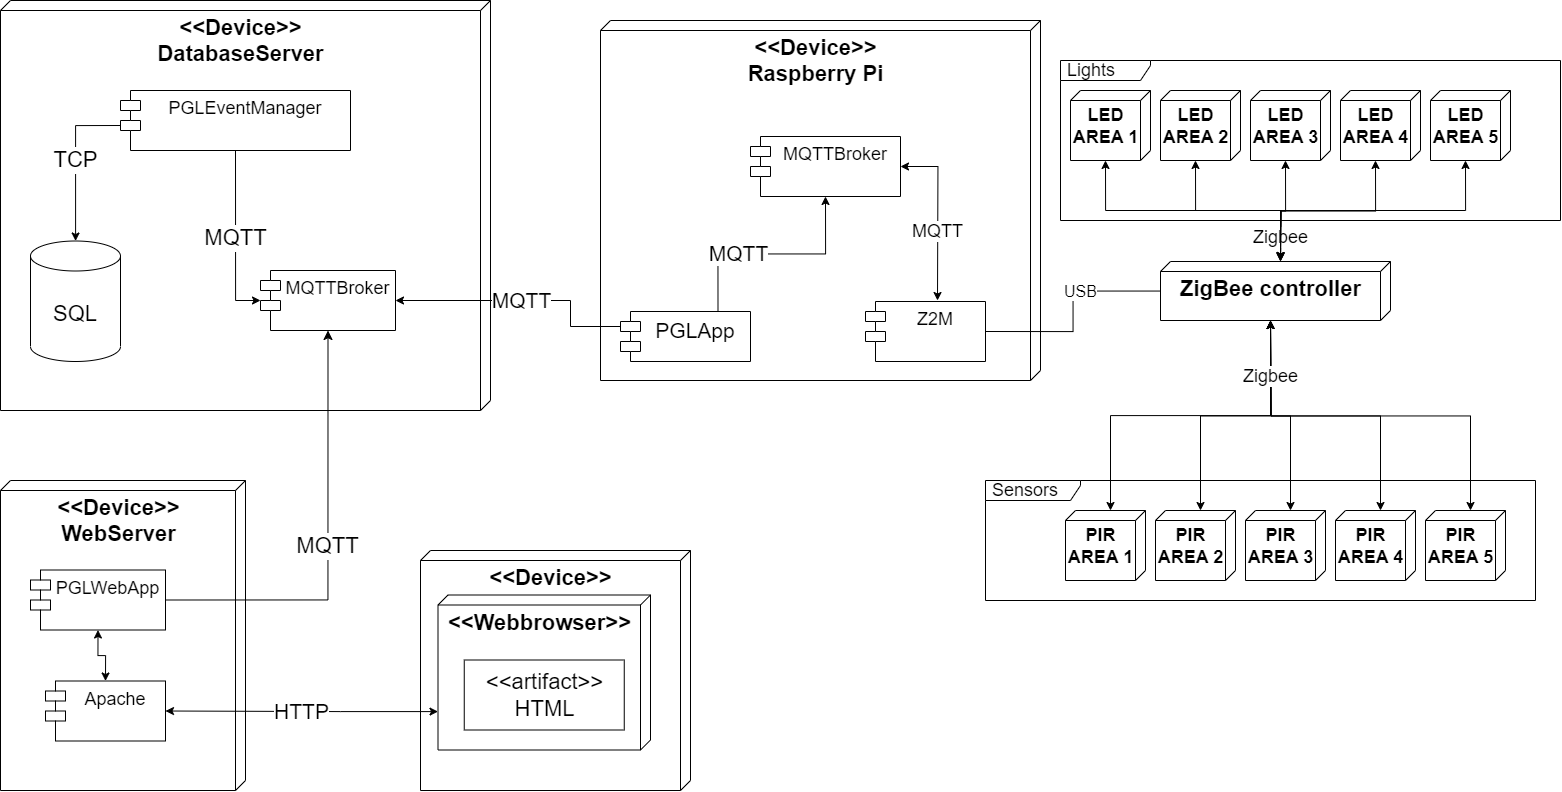 <<Device>>
DatabaseServer
PGLEventManager
TCP
MQTT
SQL
MQTTBroker
MQTT
<<Device>>
Raspberry Pi
MQTTBroker
MQTT
MQTT
PGLApp
Z2M
USB
Lights
LED
AREA 1
LED
AREA 2
LED
AREA 3
LED
AREA 4
LED
AREA 5
Zigbee
ZigBee controller
Zigbee
Sensors
PIR
AREA 1
PIR
AREA 2
PIR
AREA 3
PIR
AREA 4
PIR
AREA 5
<<Device>>
WebServer
PGLWebApp
MQTT
Apache
HTTP
<<Device>>
<<Webbrowser>>
<<artifact>>
HTML